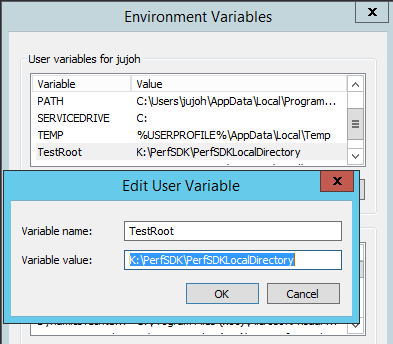 Environment Variables
x
User variables for jujoh
Variable Value
PATH C:\Users\jujoh\AppData\Local\Program...
SERVICEDRIVE C:
TEMP %USERPROFILE%\AppData\Local\Temp
TestRoot K:\PerfSDK\PerfSDKLocalDirectory
Edit User Variable
x
Variable name: TestRoot
Variable value: K:\PerfSDK\PerfSDKLocalDirectory
OK Cancel